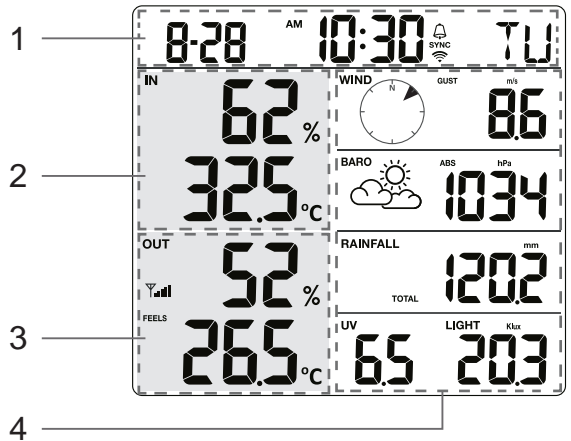 1
8-28 AM 10:30 SYNC TU
2
IN
62 %
32.5 °C
WIND N GUST m/s
8.6
BARO ABS hPa
1034
3
OUT
52 %
FEELS
26.5 °C
RAINFALL mm
TOTAL 120.2
UV LIGHT Klux
6.5 20.3
4